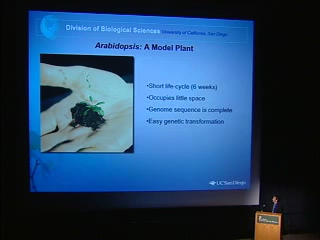 Division of Biological Sciences University of California, San Diego
Arabidopsis: A Model Plant
•Short life cycle (6 weeks)
•Occupies little space
•Genome sequence is complete
•Easy genetic transformation
UCSanDiego